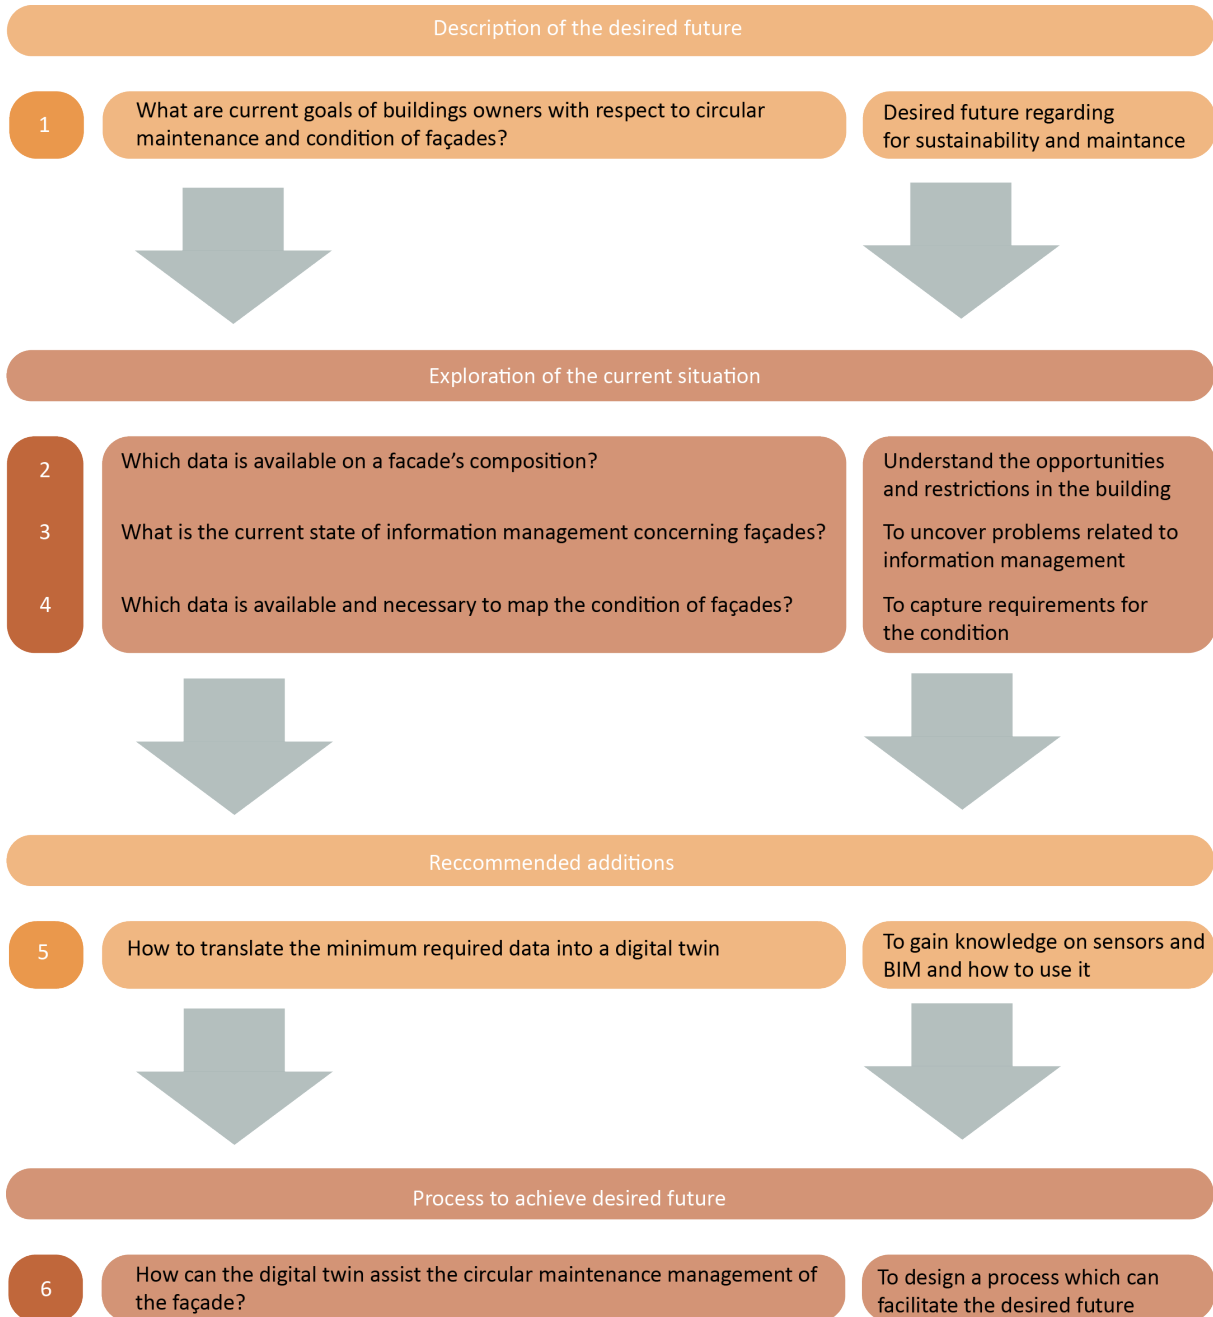 Description of the desired future
1
What are current goals of buildings owners with respect to circular
maintenance and condition of façades?
Desired future regarding
for sustainability and maintance
Exploration of the current situation
2
Which data is available on a facade's composition?
Understand the opportunities
and restrictions in the building
3
What is the current state of information management concerning façades?
To uncover problems related to
information management
4
Which data is available and necessary to map the condition of façades?
To capture requirements for
the condition
Reccommended additions
5
How to translate the minimum required data into a digital twin
To gain knowledge on sensors and
BIM and how to use it
Process to achieve desired future
6
How can the digital twin assist the circular maintenance management of
the façade?
To design a process which can
facilitate the desired future